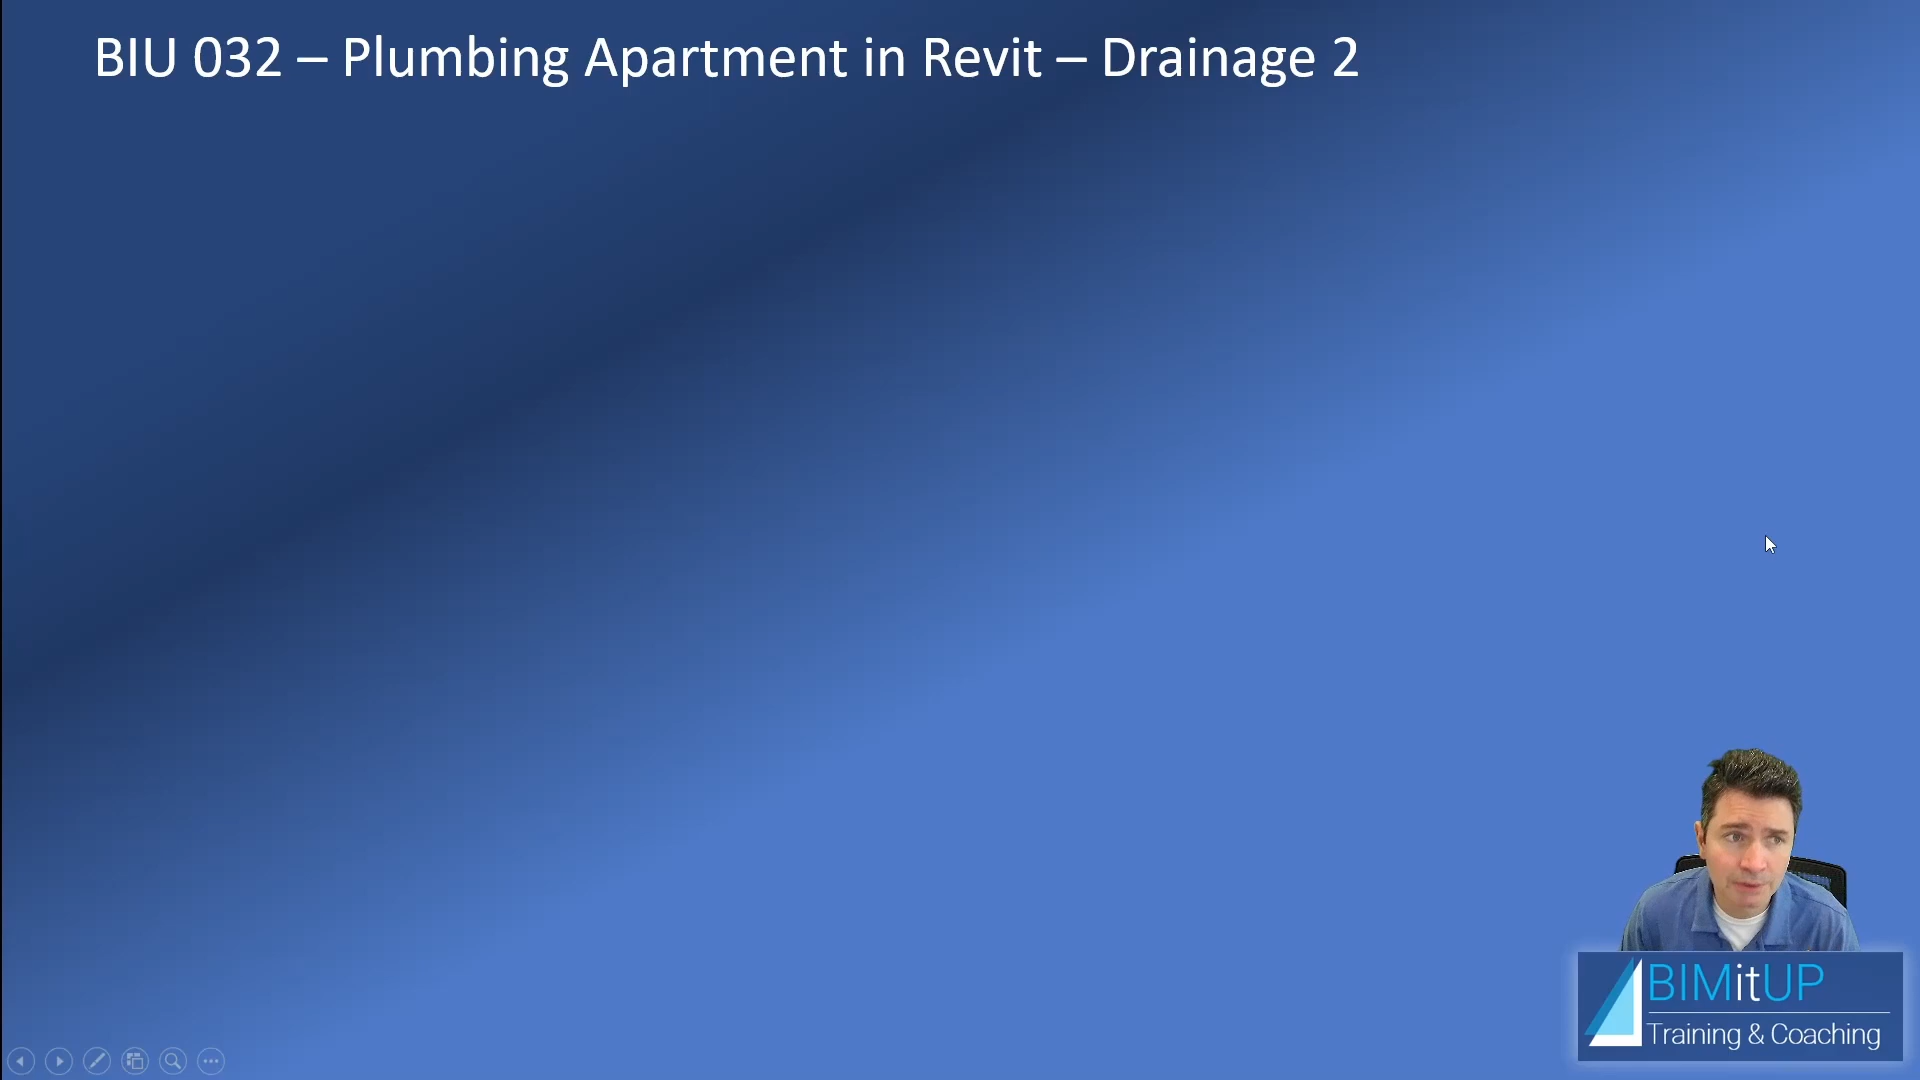 BIU 032 – Plumbing Apartment in Revit – Drainage 2
BIMitUP
Training & Coaching